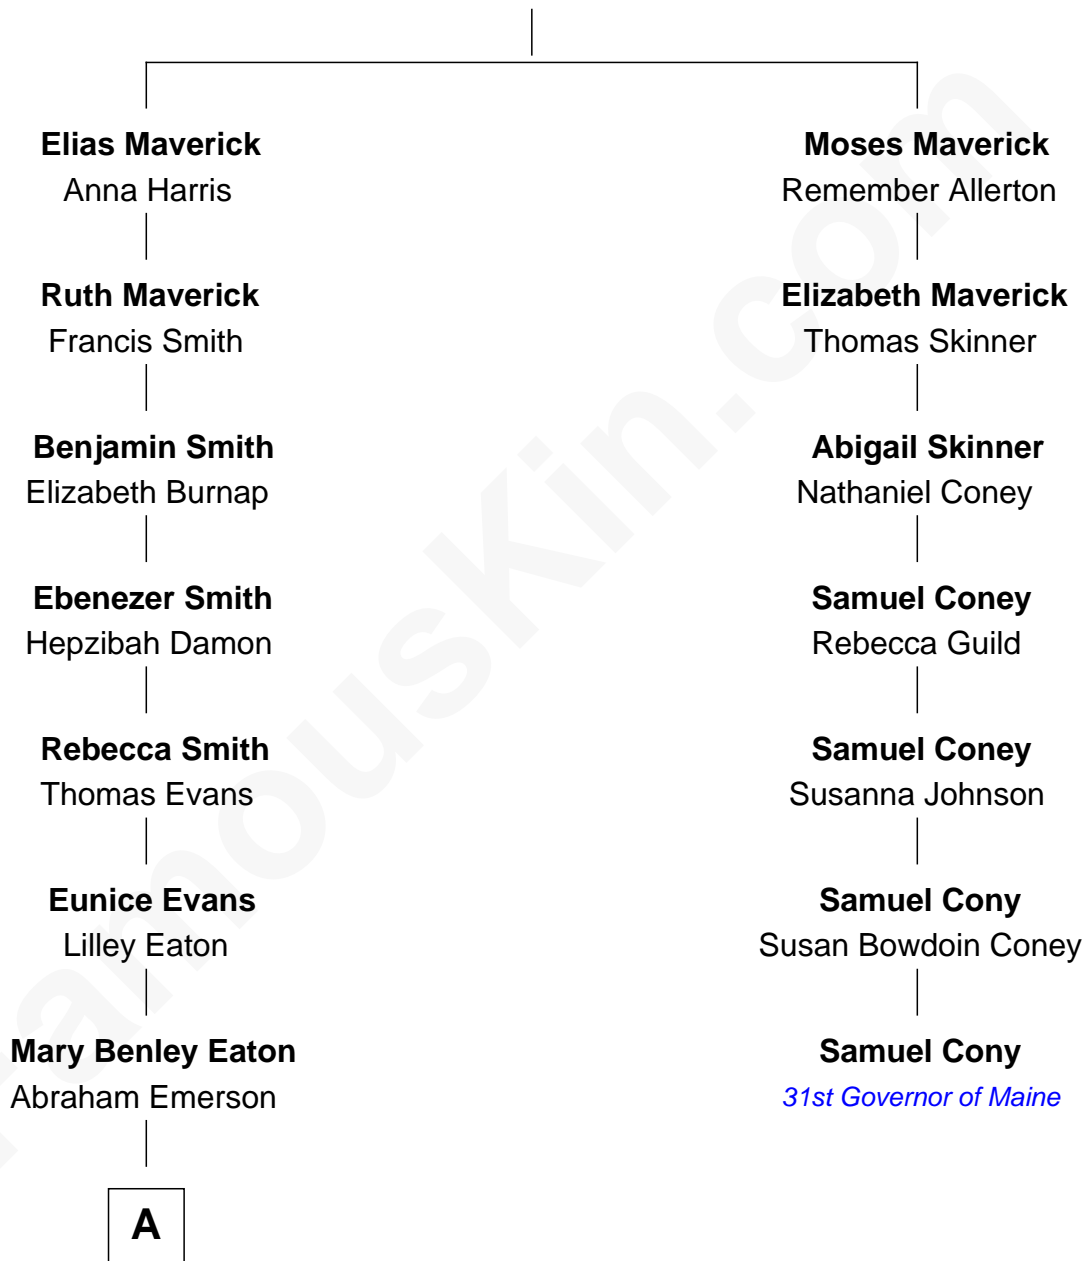 Elias Maverick
Anna Harris
Ruth Maverick
Francis Smith
Benjamin Smith
Elizabeth Burnap
Ebenezer Smith
Hepzibah Damon
Rebecca Smith
Thomas Evans
Eunice Evans
Lilley Eaton
Mary Benley Eaton
Abraham Emerson
A
Moses Maverick
Remember Allerton
Elizabeth Maverick
Thomas Skinner
Abigail Skinner
Nathaniel Coney
Samuel Coney
Rebecca Guild
Samuel Coney
Susanna Johnson
Samuel Cony
Susan Bowdoin Coney
Samuel Cony
31st Governor of Maine
FamousKin.com